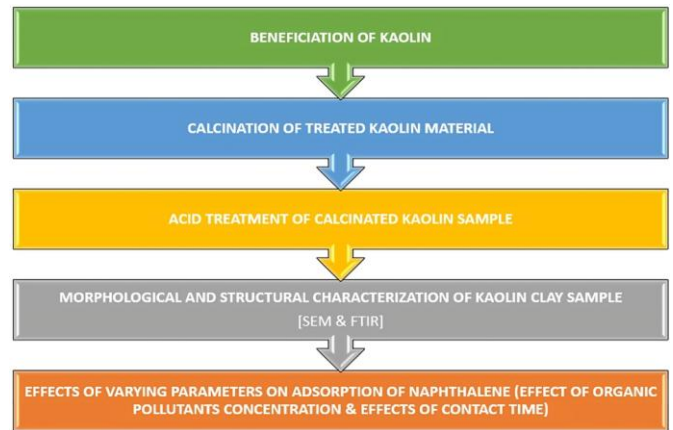 BENEFICIATION OF KAOLIN
CALCINATION OF TREATED KAOLIN MATERIAL
ACID TREATMENT OF CALCINATED KAOLIN SAMPLE
MORPHOLOGICAL AND STRUCTURAL CHARACTERIZATION OF KAOLIN CLAY SAMPLE
[SEM & FTIR]
EFFECTS OF VARYING PARAMETERS ON ADSORPTION OF NAPHTHALENE (EFFECT OF ORGANIC
POLLUTANTS CONCENTRATION & EFFECTS OF CONTACT TIME)